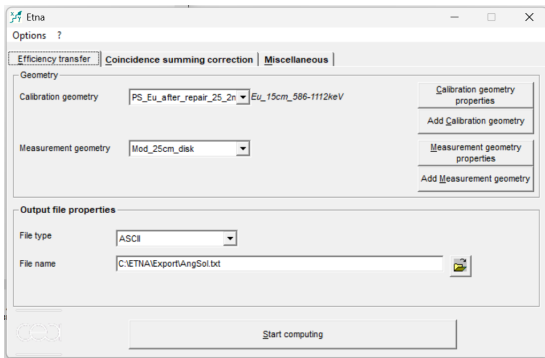 Etna
Options ?
Efficiency transfer Coincidence summing correction Miscellaneous
Geometry
Calibration geometry PS_Eu_after_repair_25_2n Eu_15cm_586-1112keV
Calibration geometry
properties
Add Calibration geometry
Measurement geometry Mod_25cm_disk
Measurement geometry
properties
Add Measurement geometry
Output file properties
File type ASCII
File name C:\ETNA\Export\AngSol.txt
Start computing